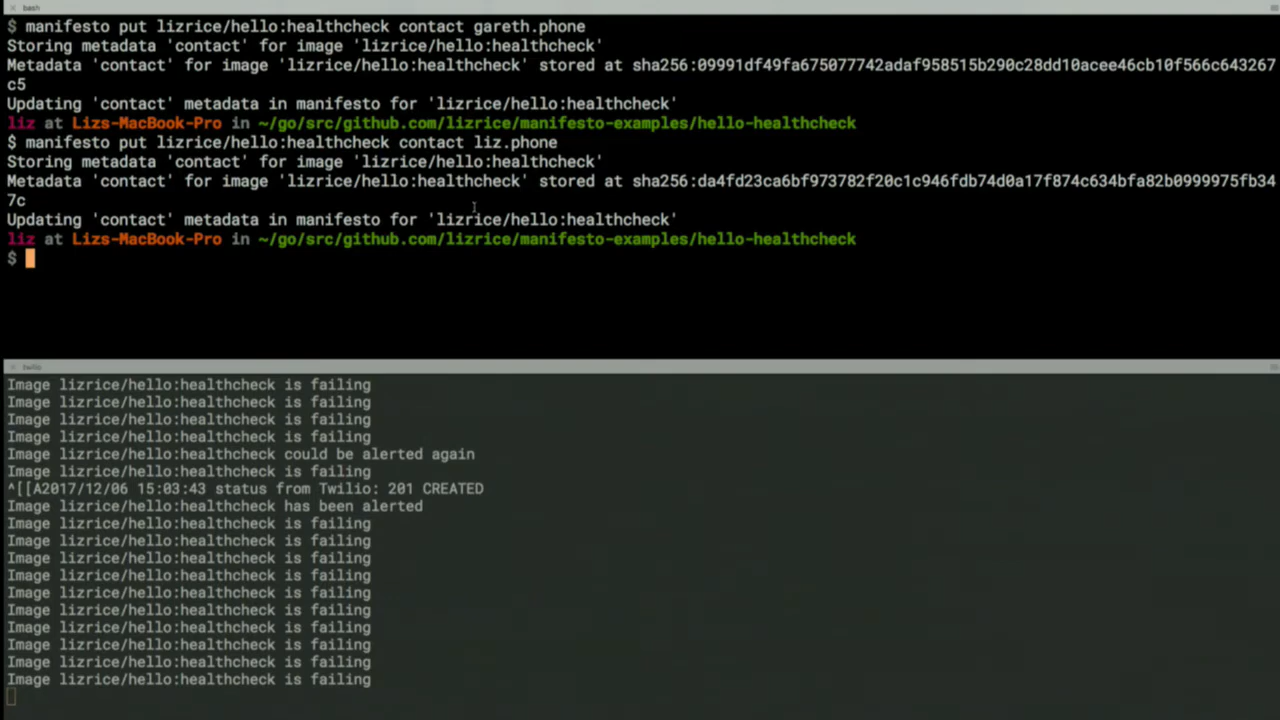 bash
$ manifesto put lizrice/hello:healthcheck contact gareth.phone
Storing metadata 'contact' for image 'lizrice/hello:healthcheck'
Metadata 'contact' for image 'lizrice/hello:healthcheck' stored at sha256:09991df49fa675077742adaf958515b290c28dd10acee46cb10f566c643267
c5
Updating 'contact' metadata in manifesto for 'lizrice/hello:healthcheck'
liz at Lizs-MacBook-Pro in ~/go/src/github.com/lizrice/manifesto-examples/hello-healthcheck
$ manifesto put lizrice/hello:healthcheck contact liz.phone
Storing metadata 'contact' for image 'lizrice/hello:healthcheck'
Metadata 'contact' for image 'lizrice/hello:healthcheck' stored at sha256:da4fd23ca6bf973782f20c1c946fdb74d0a17f874c634bfa82b0999975fb34
7c
Updating 'contact' metadata in manifesto for 'lizrice/hello:healthcheck'
liz at Lizs-MacBook-Pro in ~/go/src/github.com/lizrice/manifesto-examples/hello-healthcheck
$
twilio
Image lizrice/hello:healthcheck is failing
Image lizrice/hello:healthcheck is failing
Image lizrice/hello:healthcheck is failing
Image lizrice/hello:healthcheck is failing
Image lizrice/hello:healthcheck could be alerted again
Image lizrice/hello:healthcheck is failing
^[[A2017/12/06 15:03:43 status from Twilio: 201 CREATED
Image lizrice/hello:healthcheck has been alerted
Image lizrice/hello:healthcheck is failing
Image lizrice/hello:healthcheck is failing
Image lizrice/hello:healthcheck is failing
Image lizrice/hello:healthcheck is failing
Image lizrice/hello:healthcheck is failing
Image lizrice/hello:healthcheck is failing
Image lizrice/hello:healthcheck is failing
Image lizrice/hello:healthcheck is failing
Image lizrice/hello:healthcheck is failing
Image lizrice/hello:healthcheck is failing